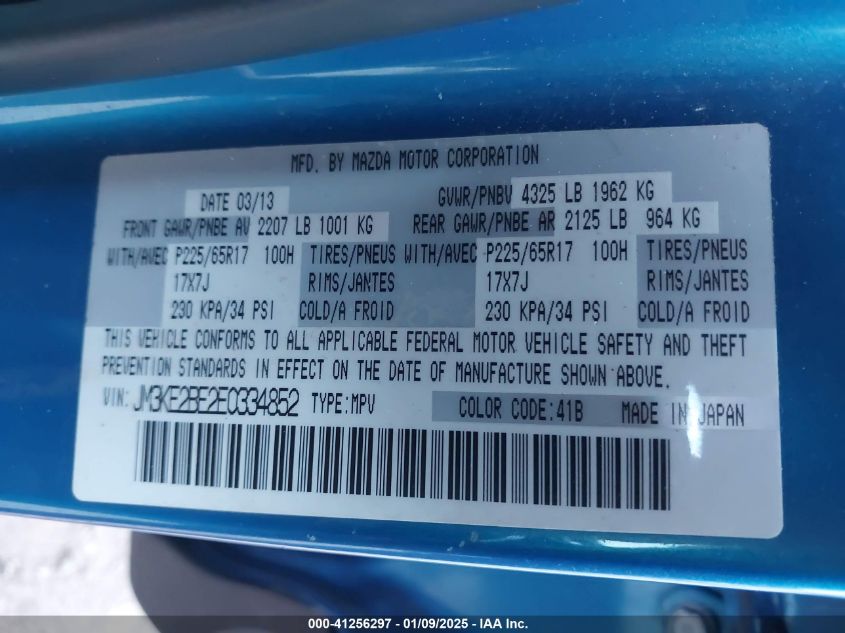 MFD. BY MAZDA MOTOR CORPORATION
DATE 03/13 GVWR/PNBV 4325 LB 1962 KG
FRONT GAWR/PNBE AV 2207 LB 1001 KG REAR GAWR/PNBE AR 2125 LB 964 KG
WITH/AVEC P225/65R17 100H TIRES/PNEUS WITH/AVEC P225/65R17 100H TIRES/PNEUS
17X7J RIMS/JANTES 17X7J RIMS/JANTES
230 KPA/34 PSI COLD/A FROID 230 KPA/34 PSI COLD/A FROID
THIS VEHICLE CONFORMS TO ALL APPLICABLE FEDERAL MOTOR VEHICLE SAFETY AND THEFT
PREVENTION STANDARDS IN EFFECT ON THE DATE OF MANUFACTURE SHOWN ABOVE.
VIN: JM3KE2BE2E0334852 TYPE:MPV COLOR CODE:41B MADE IN JAPAN
000-41256297 - 01/09/2025 - IAA Inc.